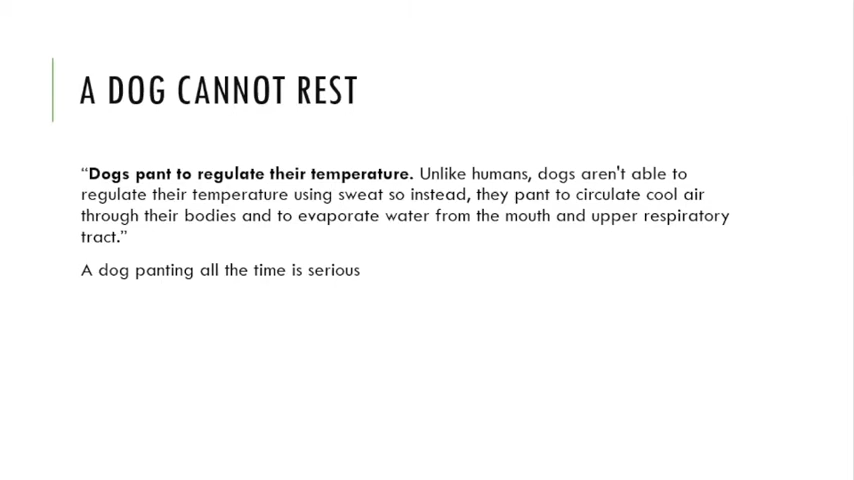 A DOG CANNOT REST
“Dogs pant to regulate their temperature. Unlike humans, dogs aren't able to
regulate their temperature using sweat so instead, they pant to circulate cool air
through their bodies and to evaporate water from the mouth and upper respiratory
tract.”
A dog panting all the time is serious